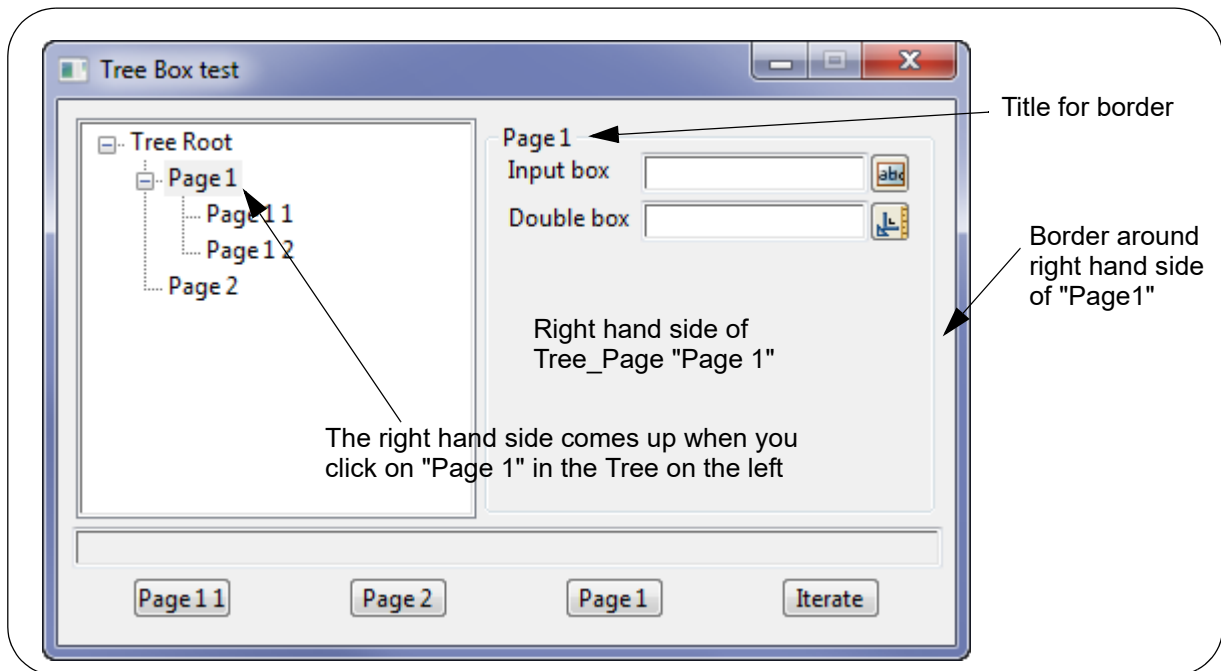 Tree Box test
Title for border
Tree Root
Page 1
Page 1 1
Page 1 2
Page 2
Page 1
Input box
abc
Double box
Border around
right hand side
of "Page1"
Right hand side of
Tree_Page "Page 1"
The right hand side comes up when you
click on "Page 1" in the Tree on the left
Page 1 1
Page 2
Page 1
Iterate